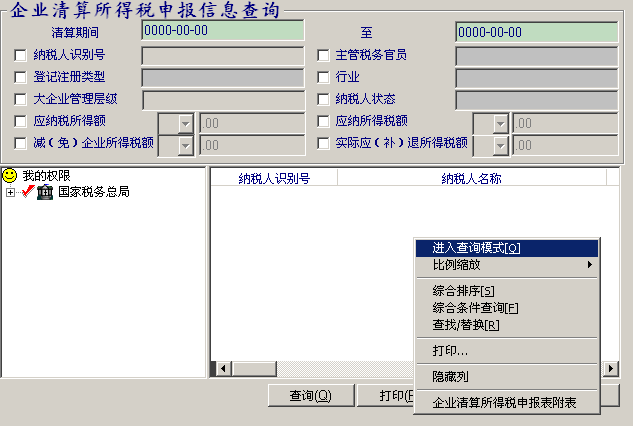 企业清算所得税申报信息查询
清算期间 0000-00-00 至 0000-00-00
纳税人识别号 主管税务官员
登记注册类型 行业
大企业管理层级 纳税人状态
应纳税所得额 .00 应纳所得税额 .00
减（免）企业所得税额 .00 实际应（补）退所得税额 .00
我的权限
国家税务总局
纳税人识别号 纳税人名称
进入查询模式[Q]
比例缩放
综合排序[S]
综合条件查询[F]
查找/替换[R]
打印...
隐藏列
企业清算所得税申报表附表
查询(Q) 打印(